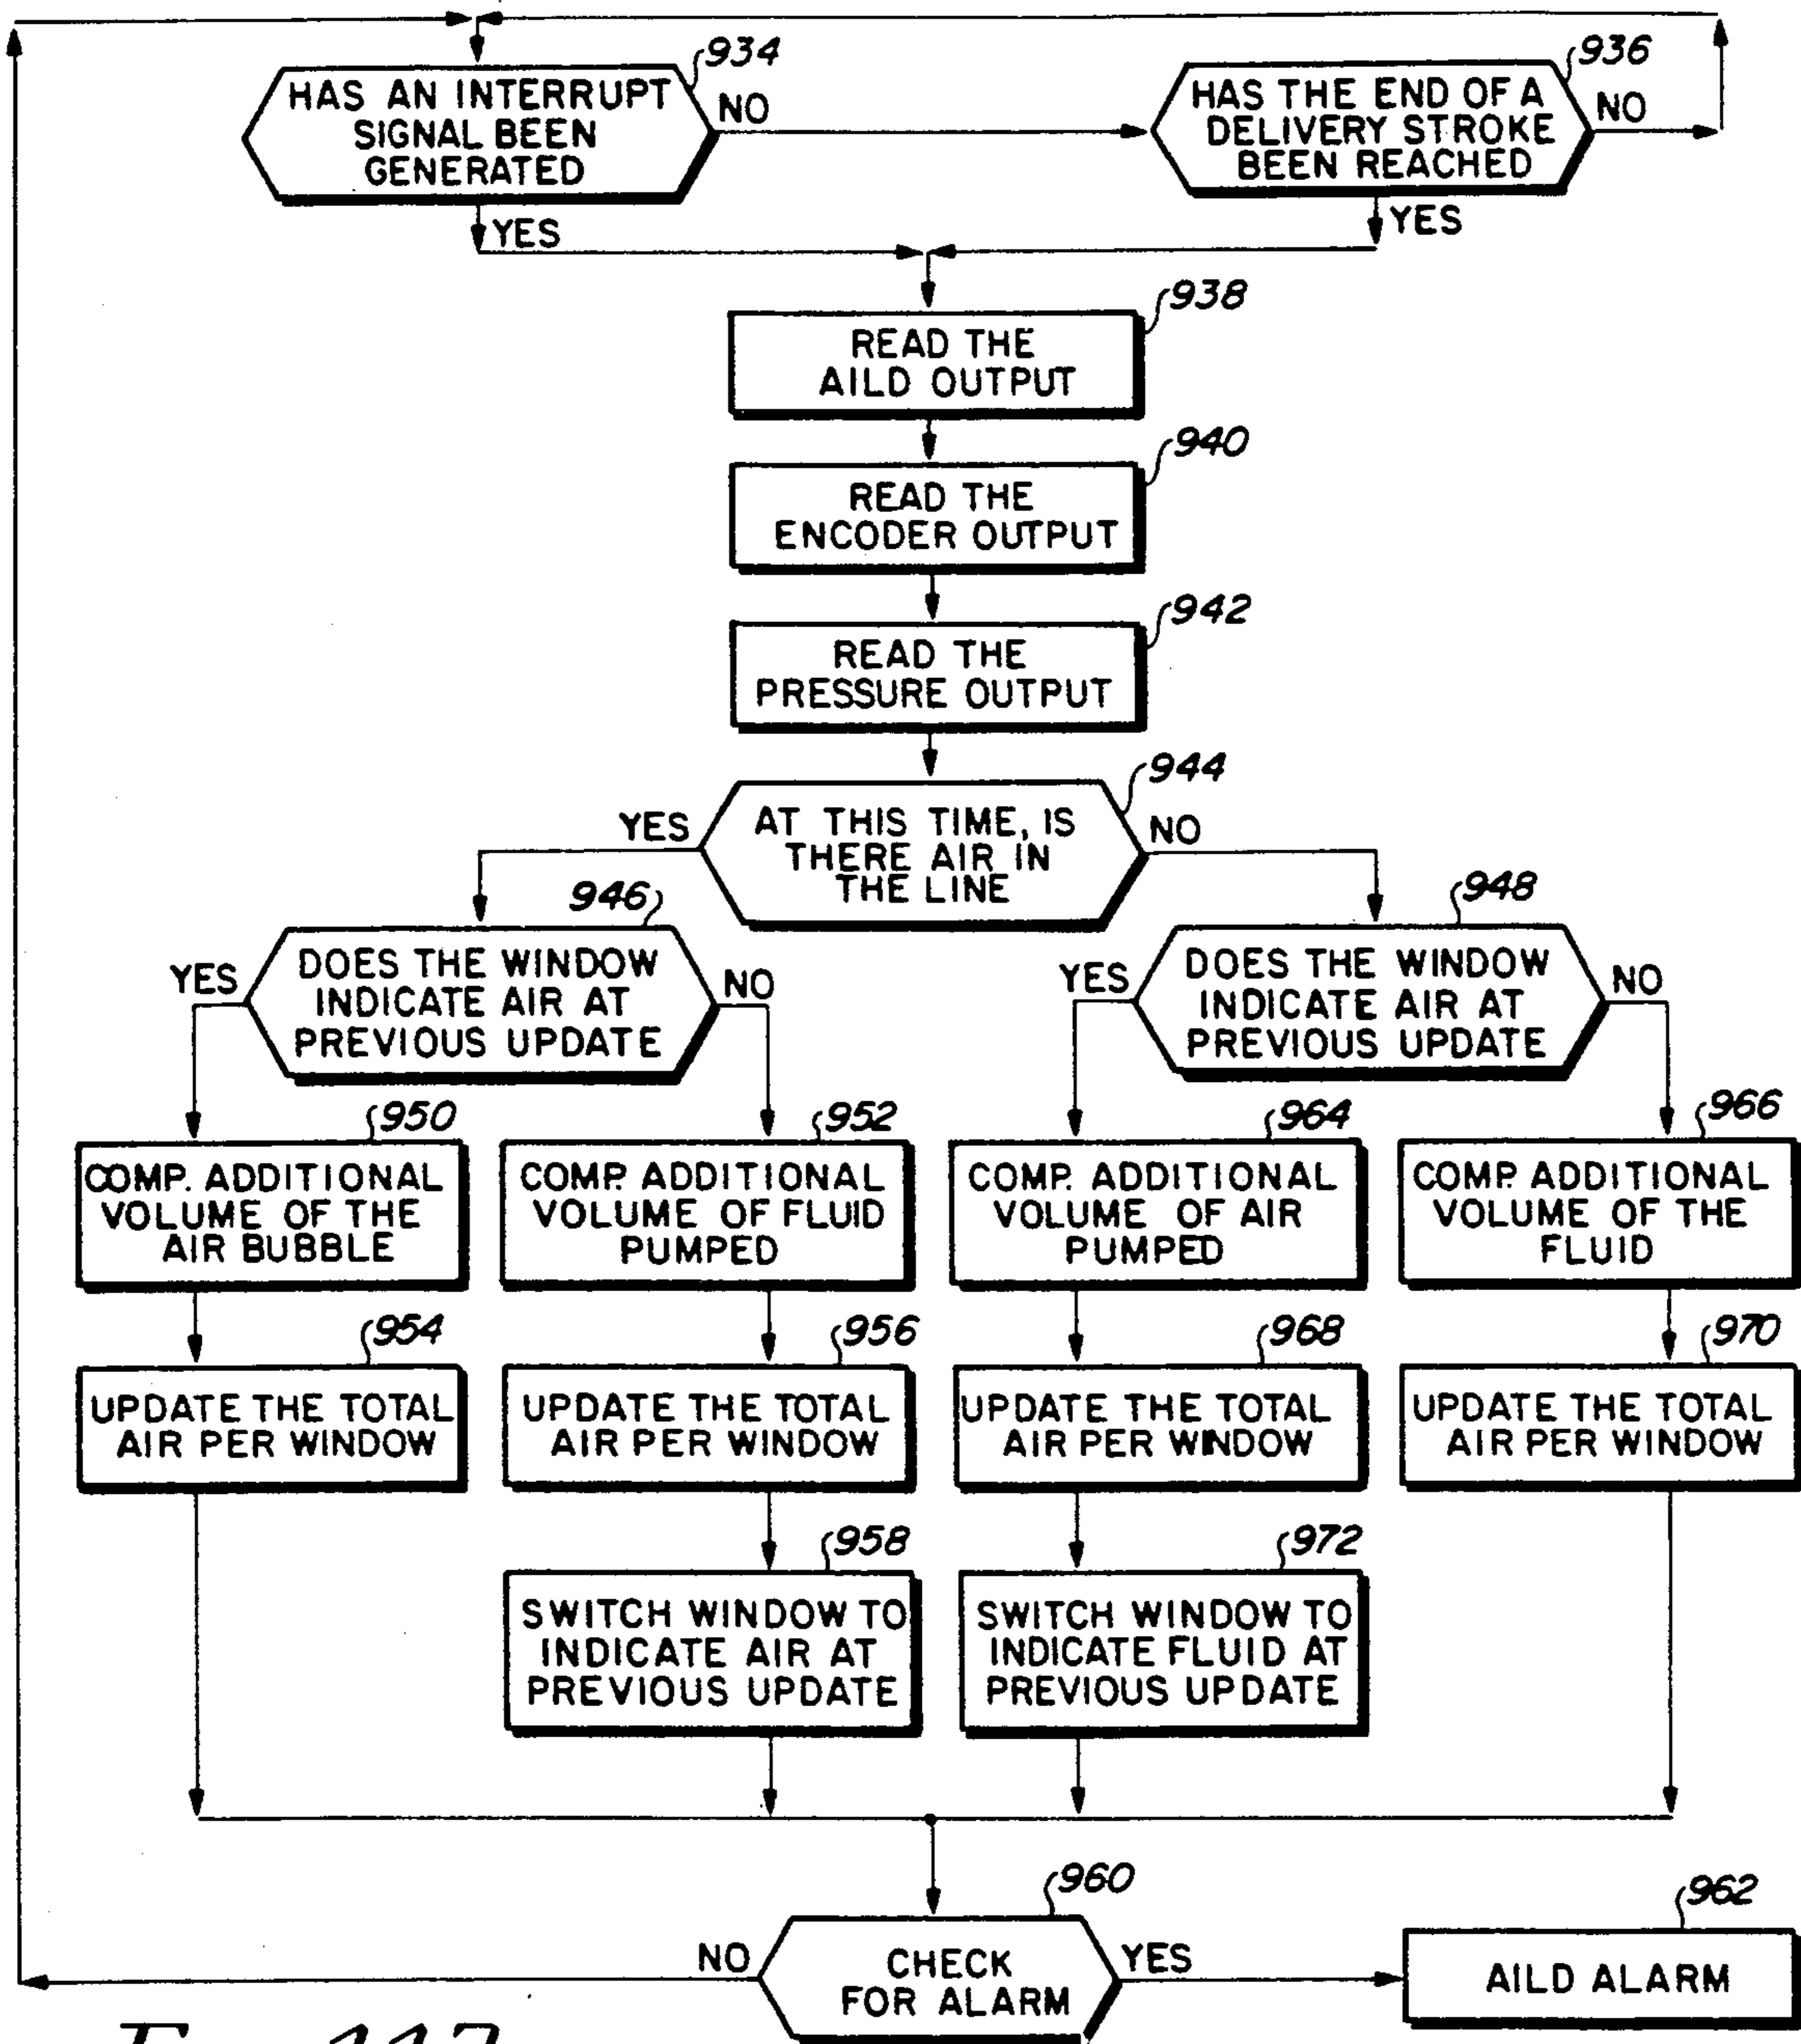 934
HAS AN INTERRUPT
SIGNAL BEEN
GENERATED
NO
YES
936
HAS THE END OF A
DELIVERY STROKE
BEEN REACHED
NO
YES
938
READ THE
AILD OUTPUT
940
READ THE
ENCODER OUTPUT
942
READ THE
PRESSURE OUTPUT
944
YES
AT THIS TIME, IS
THERE AIR IN
THE LINE
NO
946
YES
DOES THE WINDOW
INDICATE AIR AT
PREVIOUS UPDATE
NO
948
YES
DOES THE WINDOW
INDICATE AIR AT
PREVIOUS UPDATE
NO
950
COMP. ADDITIONAL
VOLUME OF THE
AIR BUBBLE
952
COMP. ADDITIONAL
VOLUME OF FLUID
PUMPED
964
COMP. ADDITIONAL
VOLUME OF AIR
PUMPED
966
COMP. ADDITIONAL
VOLUME OF THE
FLUID
954
UPDATE THE TOTAL
AIR PER WINDOW
956
UPDATE THE TOTAL
AIR PER WINDOW
968
UPDATE THE TOTAL
AIR PER WINDOW
970
UPDATE THE TOTAL
AIR PER WINDOW
958
SWITCH WINDOW TO
INDICATE AIR AT
PREVIOUS UPDATE
972
SWITCH WINDOW TO
INDICATE FLUID AT
PREVIOUS UPDATE
960
NO
CHECK
FOR ALARM
YES
962
AILD ALARM